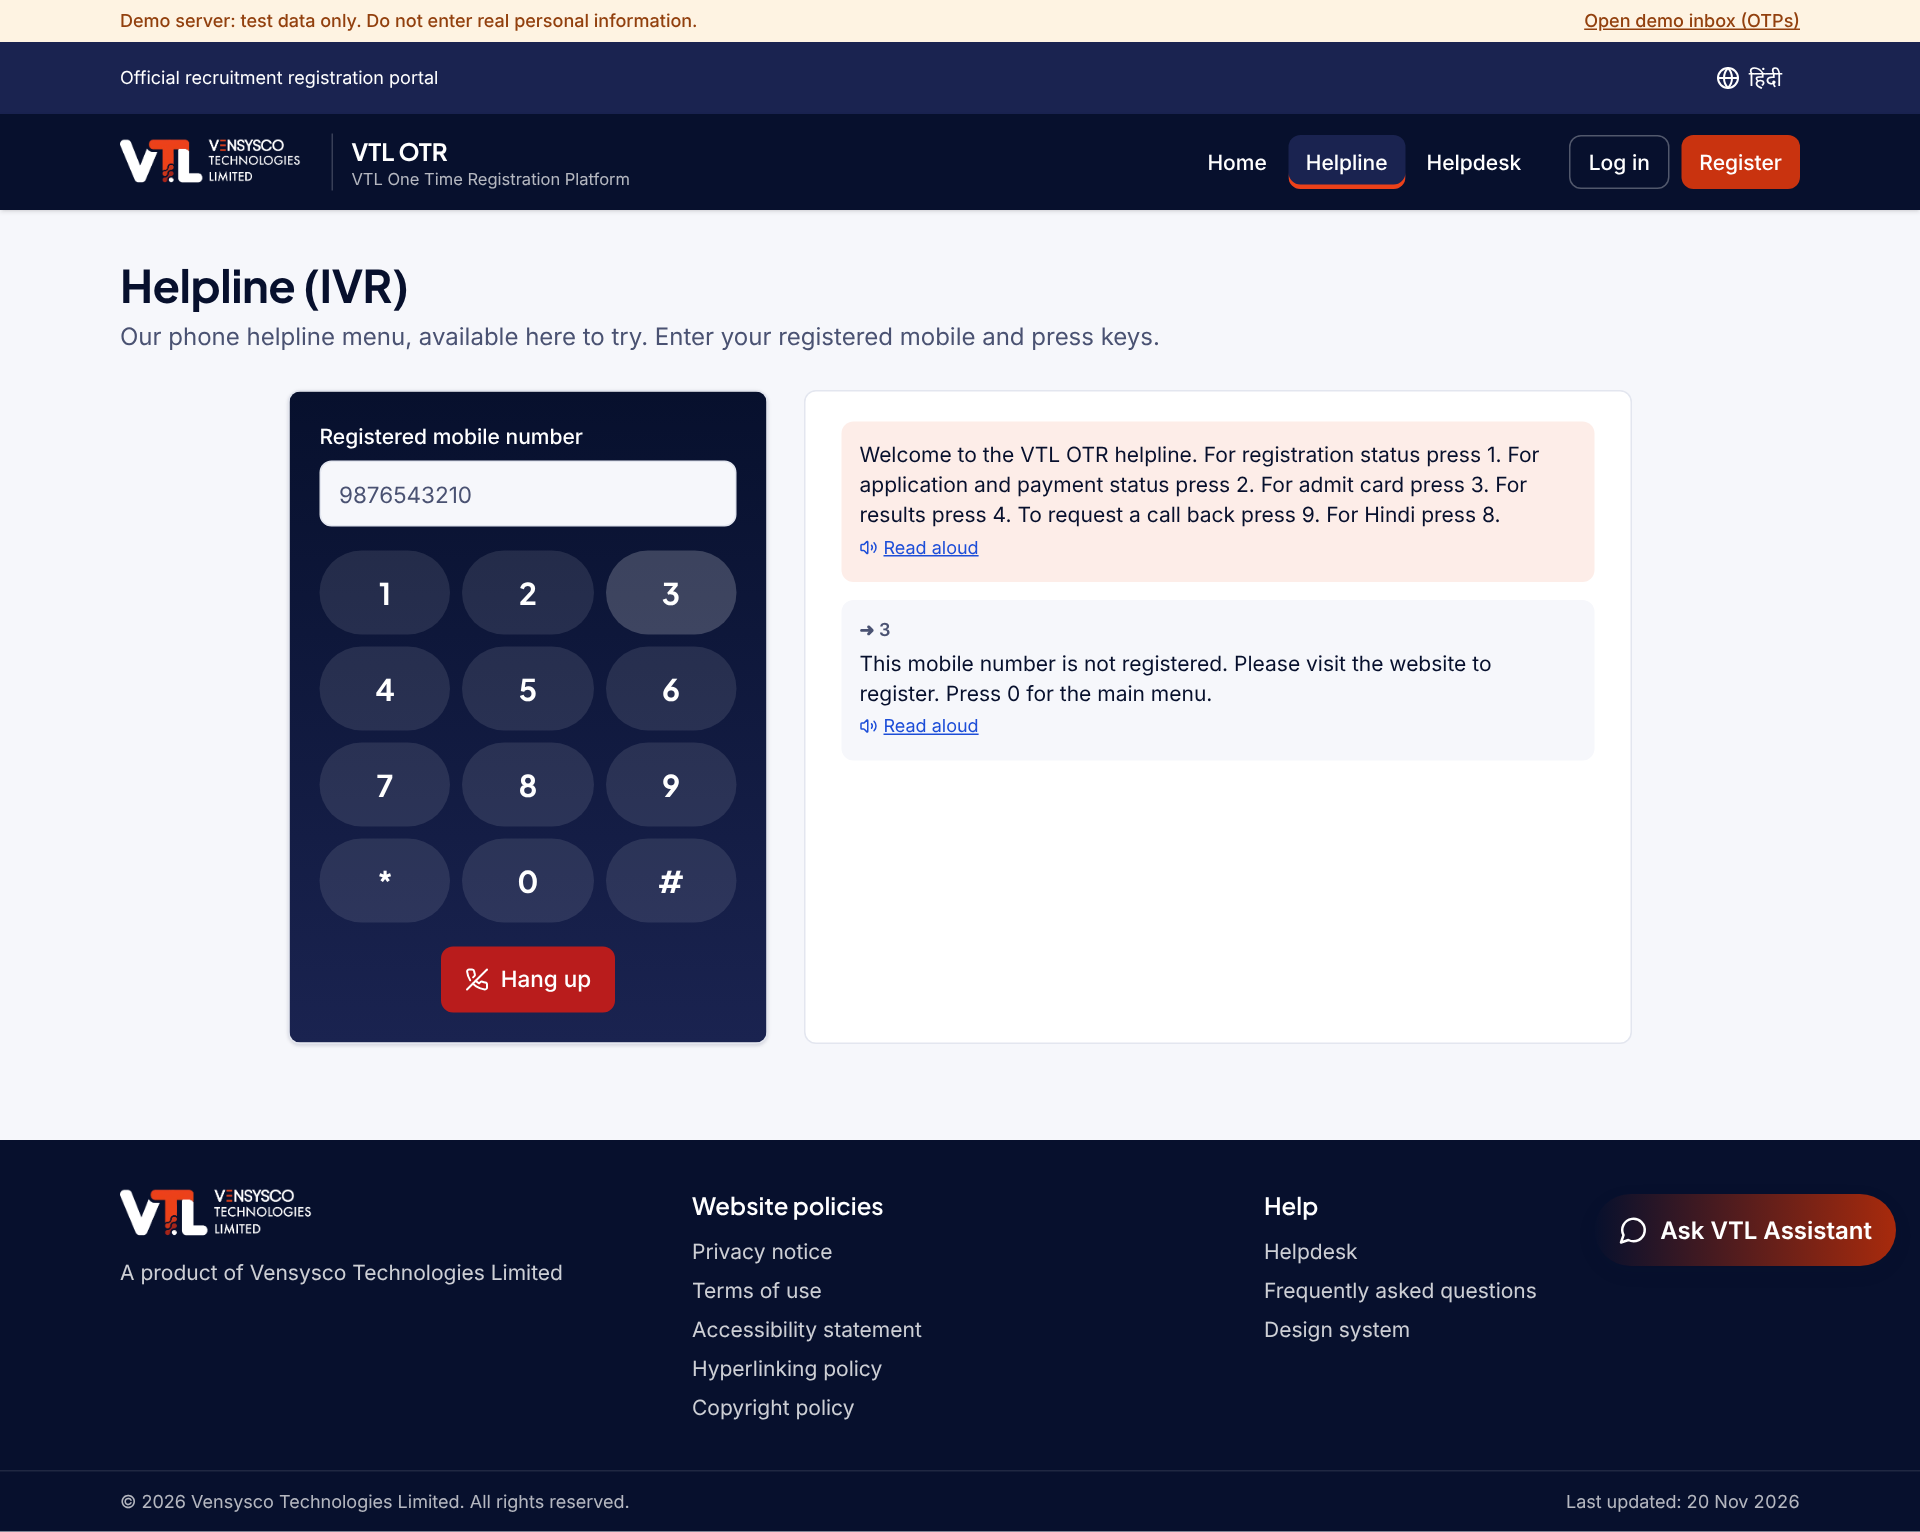 Demo server: test data only. Do not enter real personal information.
Open demo inbox (OTPs)
Official recruitment registration portal
हिंदी
VTL
VENSYSCO
TECHNOLOGIES
LIMITED
VTL OTR
VTL One Time Registration Platform
Home
Helpline
Helpdesk
Log in
Register
Helpline (IVR)
Our phone helpline menu, available here to try. Enter your registered mobile and press keys.
Registered mobile number
9876543210
1 2 3
4 5 6
7 8 9
* 0 #
Hang up
Welcome to the VTL OTR helpline. For registration status press 1. For
application and payment status press 2. For admit card press 3. For
results press 4. To request a call back press 9. For Hindi press 8.
Read aloud
➜ 3
This mobile number is not registered. Please visit the website to
register. Press 0 for the main menu.
Read aloud
VTL
VENSYSCO
TECHNOLOGIES
LIMITED
A product of Vensysco Technologies Limited
Website policies
Privacy notice
Terms of use
Accessibility statement
Hyperlinking policy
Copyright policy
Help
Helpdesk
Frequently asked questions
Design system
Ask VTL Assistant
© 2026 Vensysco Technologies Limited. All rights reserved.
Last updated: 20 Nov 2026